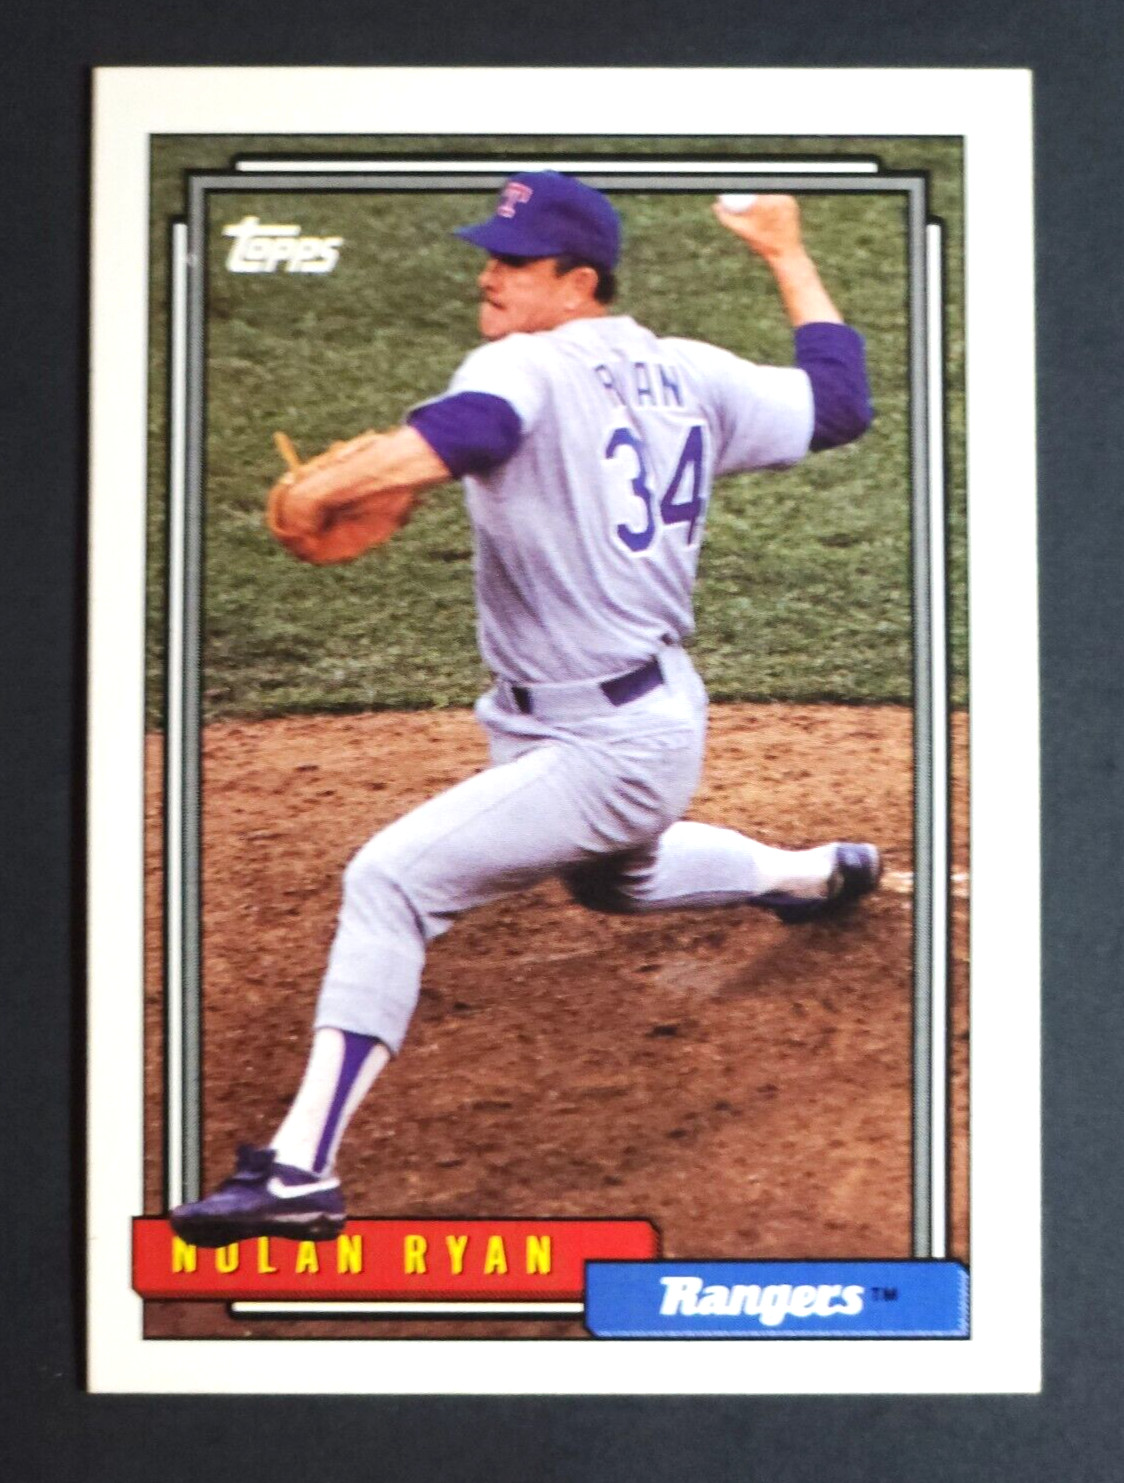 Topps
T
RYAN
34
NOLAN RYAN
Rangers™